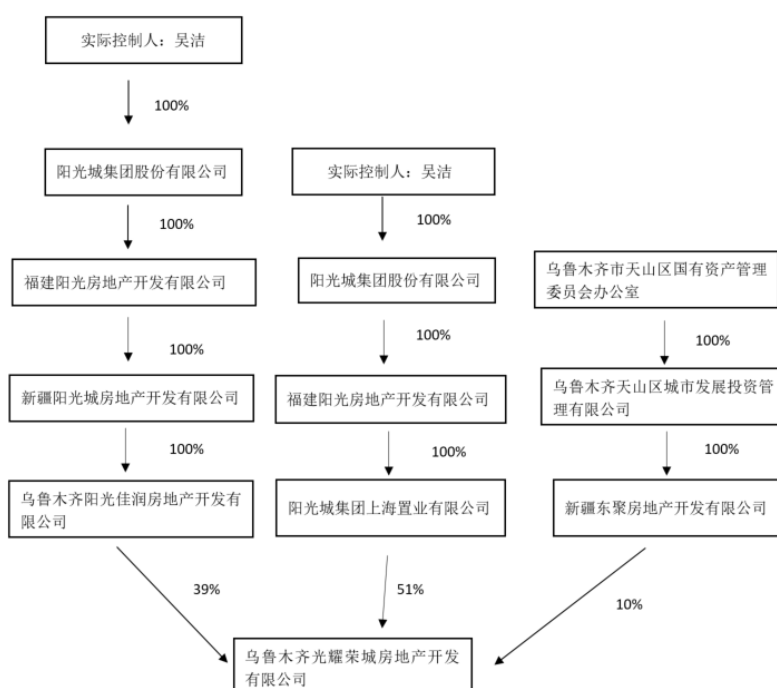 实际控制人：吴洁
100%
阳光城集团股份有限公司
100%
福建阳光房地产开发有限公司
100%
新疆阳光城房地产开发有限公司
100%
乌鲁木齐阳光佳润房地产开发有
限公司
39%
实际控制人：吴洁
100%
阳光城集团股份有限公司
100%
福建阳光房地产开发有限公司
100%
阳光城集团上海置业有限公司
51%
乌鲁木齐市天山区国有资产管理
委员会办公室
100%
乌鲁木齐天山区城市发展投资管
理有限公司
100%
新疆东聚房地产开发有限公司
10%
乌鲁木齐光耀荣城房地产开发
有限公司